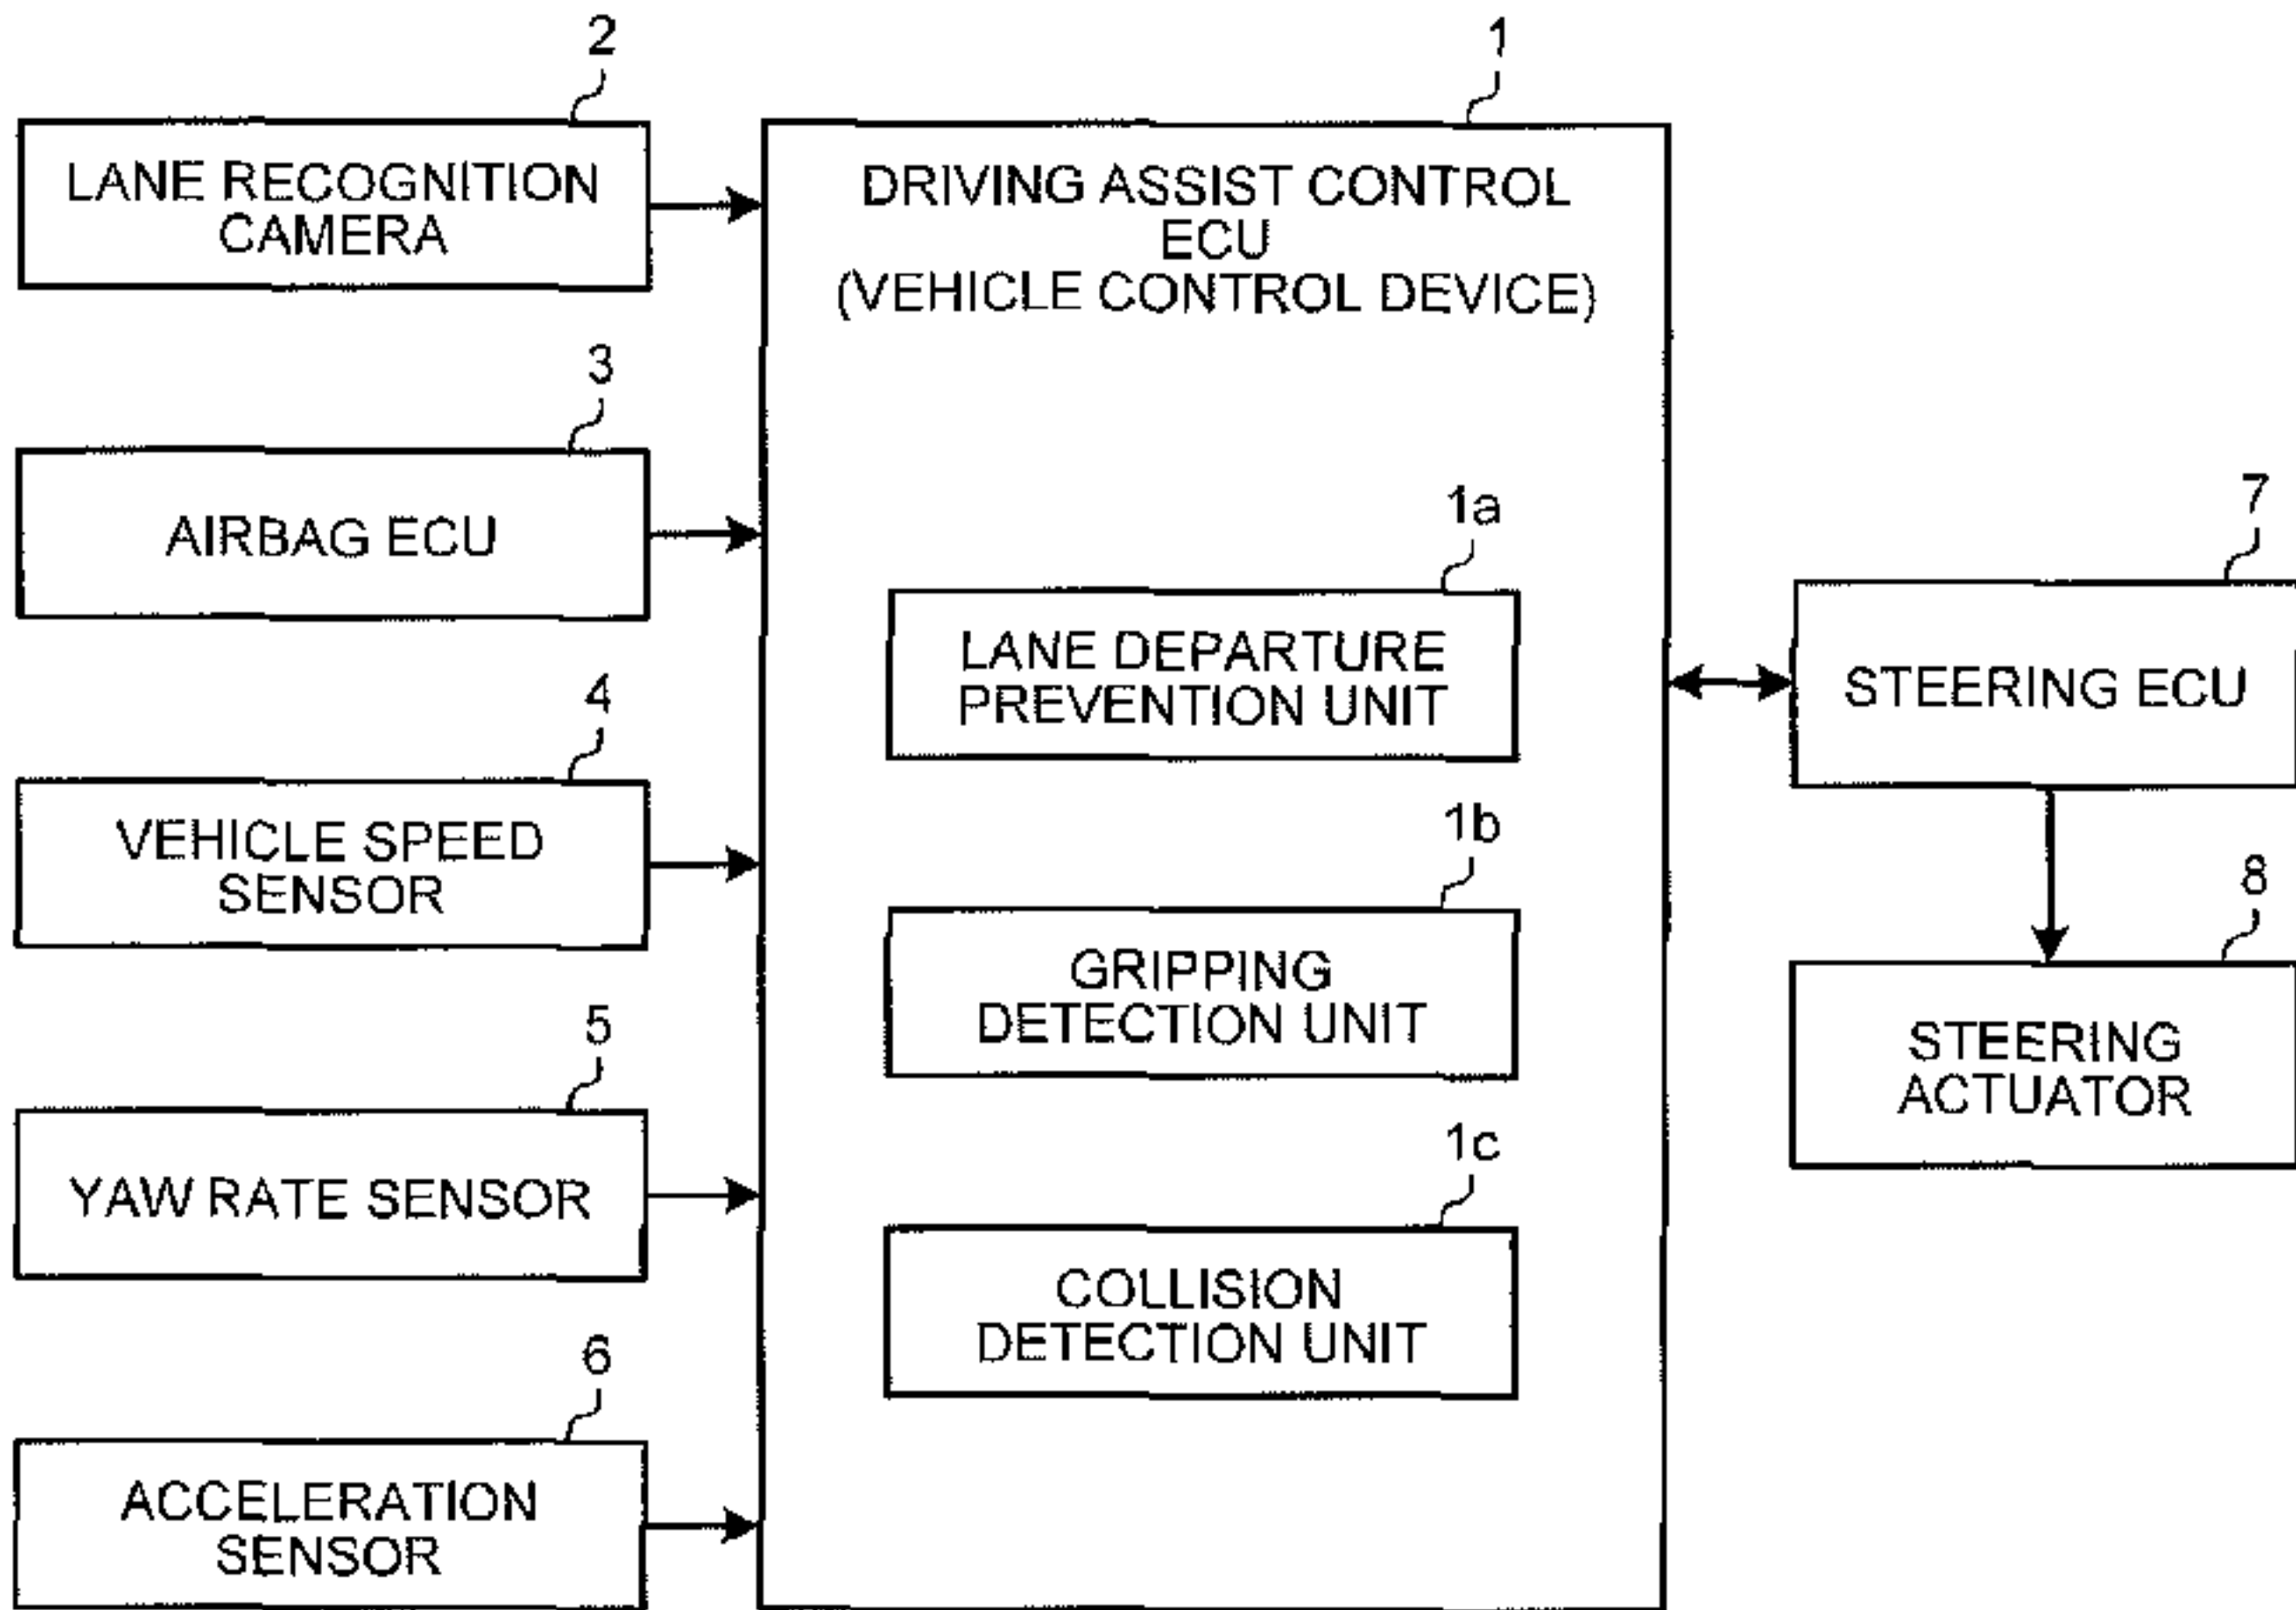 2
LANE RECOGNITION
CAMERA
3
AIRBAG ECU
4
VEHICLE SPEED
SENSOR
5
YAW RATE SENSOR
6
ACCELERATION
SENSOR
1
DRIVING ASSIST CONTROL
ECU
(VEHICLE CONTROL DEVICE)
1a
LANE DEPARTURE
PREVENTION UNIT
1b
GRIPPING
DETECTION UNIT
1c
COLLISION
DETECTION UNIT
7
STEERING ECU
8
STEERING
ACTUATOR